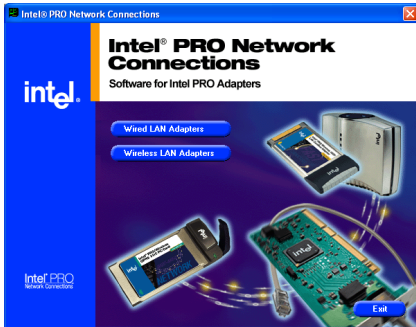 Intel® PRO Network Connections
Intel® PRO Network
Connections
Software for Intel PRO Adapters
intel®
Wired LAN Adapters
Wireless LAN Adapters
Intel® PRO
Network Connections
intel
Exit